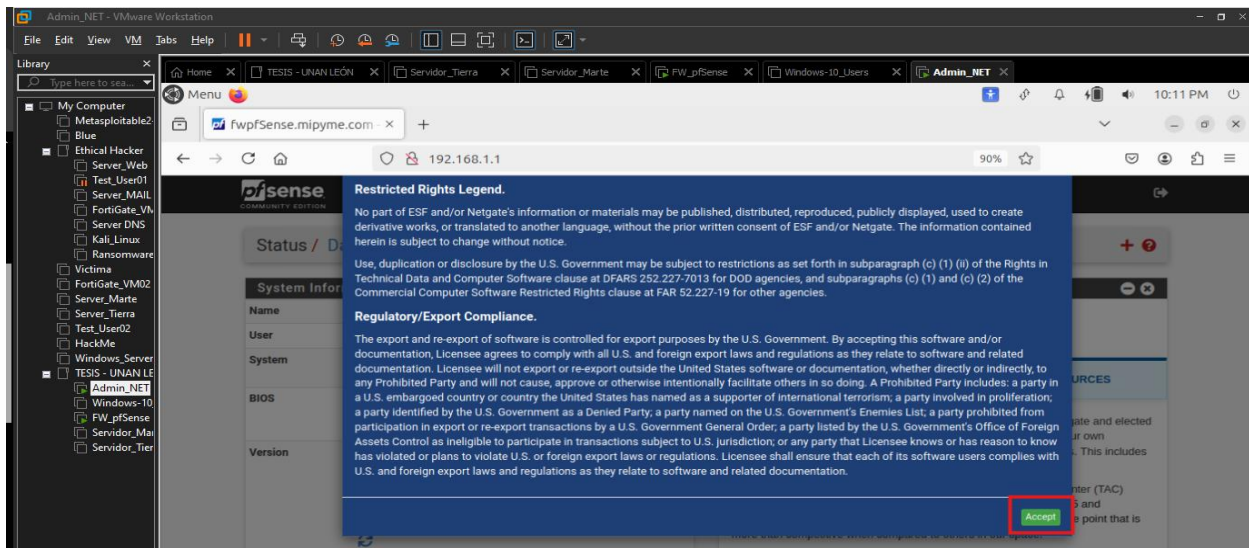 Admin_NET - VMware Workstation
File Edit View VM Tabs Help
Library
Type here to sea...
Home
TESIS - UNAN LEÓN
Servidor_Tierra
Servidor_Marte
FW_pfSense
Windows-10_Users
Admin_NET
My Computer
Metasploitable2-
Blue
Ethical Hacker
Server_Web
Test_User01
Server_MAIL
FortiGate_VM
Server DNS
Kali_Linux
Ransomware
Victima
FortiGate_VM02
Server_Marte
Server_Tierra
Test_User02
HackMe
Windows_Server
TESIS - UNAN LE
Admin_NET
Windows-10
FW_pfSense
Servidor_Mar
Servidor_Tier
Menu
10:11 PM
fwpfSense.mipyme.com
192.168.1.1
90%
pfsense
COMMUNITY EDITION
Status /
System Infor
Name
User
System
BIOS
Version
Restricted Rights Legend.
No part of ESF and/or Netgate's information or materials may be published, distributed, reproduced, publicly displayed, used to create
derivative works, or translated to another language, without the prior written consent of ESF and/or Netgate. The information contained
herein is subject to change without notice.
Use, duplication or disclosure by the U.S. Government may be subject to restrictions as set forth in subparagraph (c) (1) (ii) of the Rights in
Technical Data and Computer Software clause at DFARS 252.227-7013 for DOD agencies, and subparagraphs (c) (1) and (c) (2) of the
Commercial Computer Software Restricted Rights clause at FAR 52.227-19 for other agencies.
Regulatory/Export Compliance.
The export and re-export of software is controlled for export purposes by the U.S. Government. By accepting this software and/or
documentation, Licensee agrees to comply with all U.S. and foreign export laws and regulations as they relate to software and related
documentation. Licensee will not export or re-export outside the United States software or documentation, whether directly or indirectly, to
any Prohibited Party and will not cause, approve or otherwise intentionally facilitate others in so doing. A Prohibited Party includes: a party in
a U.S. embargoed country or country the United States has named as a supporter of international terrorism; a party involved in proliferation;
a party identified by the U.S. Government as a Denied Party; a party named on the U.S. Government's Enemies List; a party prohibited from
participation in export or re-export transactions by a U.S. Government General Order; a party listed by the U.S. Government's Office of Foreign
Assets Control as ineligible to participate in transactions subject to U.S. jurisdiction; or any party that Licensee knows or has reason to know
has violated or plans to violate U.S. or foreign export laws or regulations. Licensee shall ensure that each of its software users complies with
U.S. and foreign export laws and regulations as they relate to software and related documentation.
Accept
URCES
gate and elected
ur own
. This includes
nter (TAC)
and
e point that is